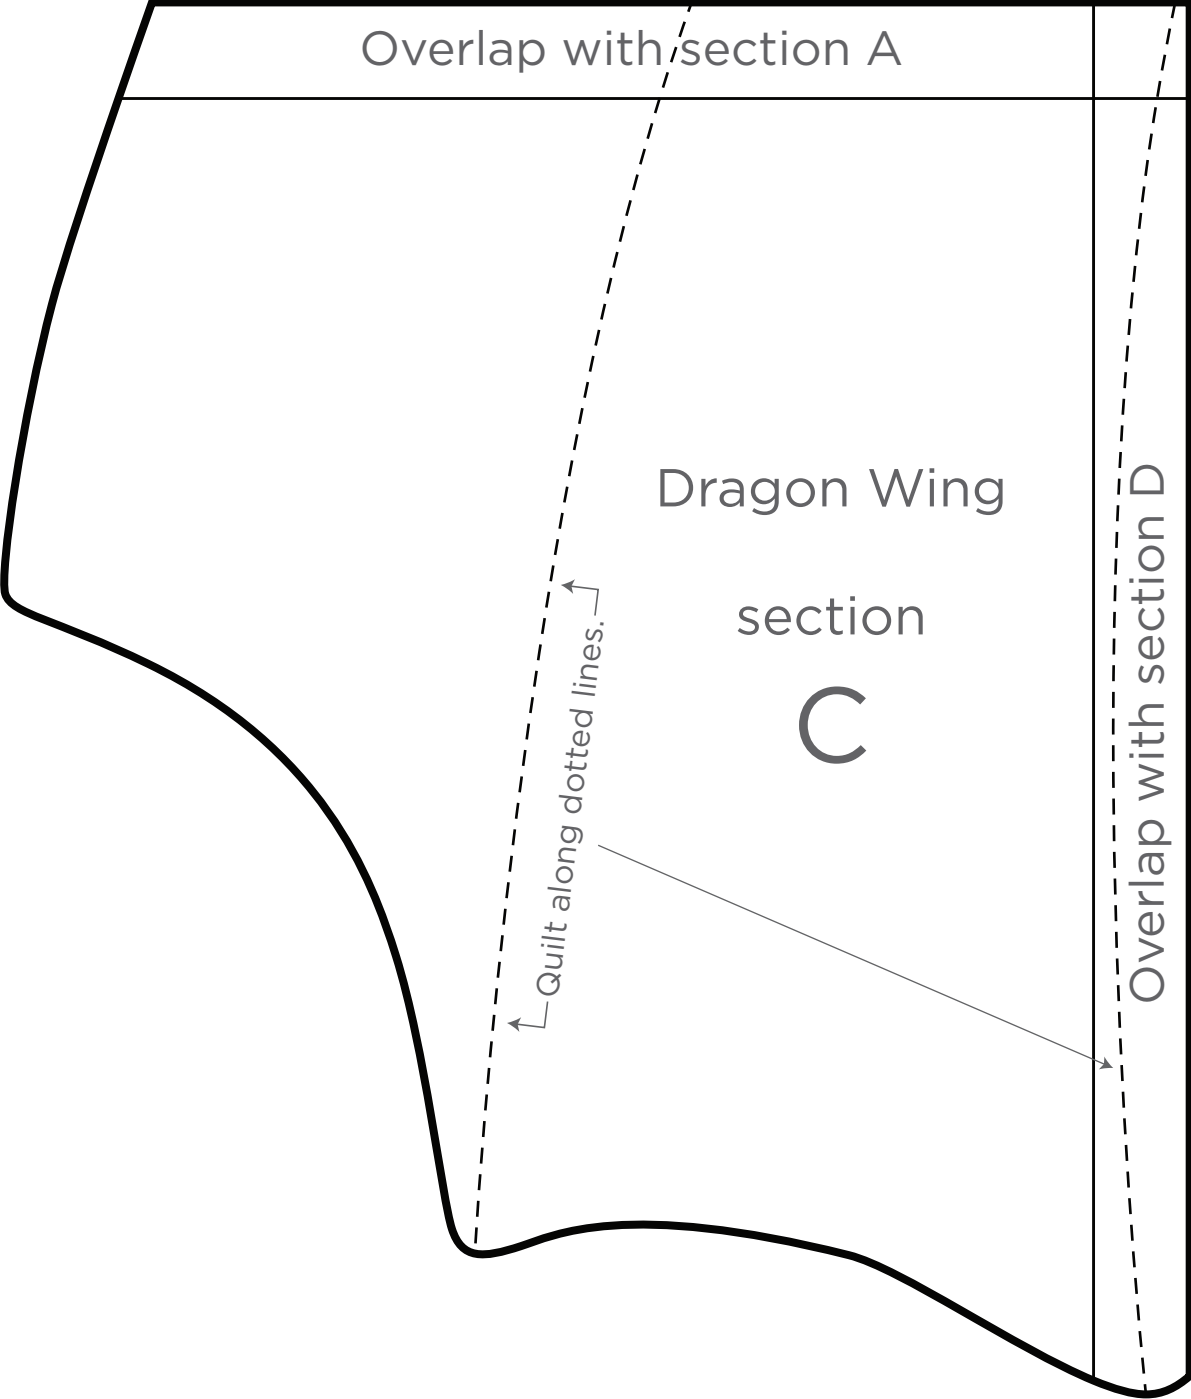 Overlap with section A
Dragon Wing
section
C
Quilt along dotted lines.
Overlap with section D